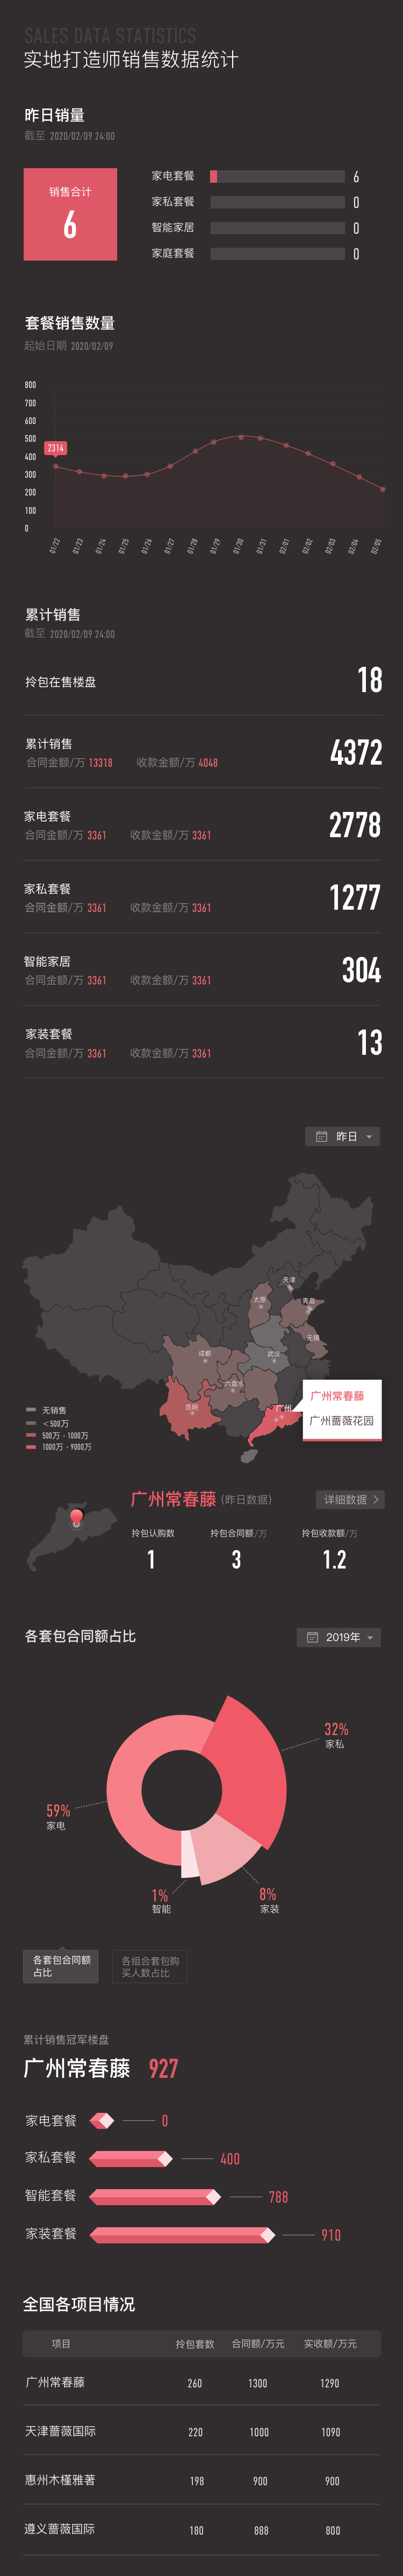 SALES DATA STATISTICS
实地打造师销售数据统计
昨日销量
截至 2020/02/09 24:00
销售合计
6
家电套餐 6
家私套餐 0
智能家居 0
家庭套餐 0
套餐销售数量
起始日期 2020/02/09
800
700
600
500
400
300
200
100
0
2314
01/22 01/23 01/24 01/25 01/26 01/27 01/28 01/29 01/30 01/31 02/01 02/02 02/03 02/04 02/05
累计销售
截至 2020/02/09 24:00
拎包在售楼盘 18
累计销售 4372
合同金额/万 13318 收款金额/万 4048
家电套餐 2778
合同金额/万 3361 收款金额/万 3361
家私套餐 1277
合同金额/万 3361 收款金额/万 3361
智能家居 304
合同金额/万 3361 收款金额/万 3361
家装套餐 13
合同金额/万 3361 收款金额/万 3361
昨日
天津
太原
青岛
无锡
成都
武汉
六盘水
昆明
广州
广州常春藤
广州蔷薇花园
无销售
<500万
500万 - 1000万
1000万 - 9000万
广州常春藤 (昨日数据) 详细数据
拎包认购数 拎包合同额/万 拎包收款额/万
1 3 1.2
各套包合同额占比 2019年
32%
家私
59%
家电
1%
智能
8%
家装
各套包合同额
占比
各组合套包购
买人数占比
累计销售冠军楼盘
广州常春藤 927
家电套餐 0
家私套餐 400
智能套餐 788
家装套餐 910
全国各项目情况
项目 拎包套数 合同额/万元 实收额/万元
广州常春藤 260 1300 1290
天津蔷薇国际 220 1000 1090
惠州木槿雅著 198 900 900
遵义蔷薇国际 180 888 800